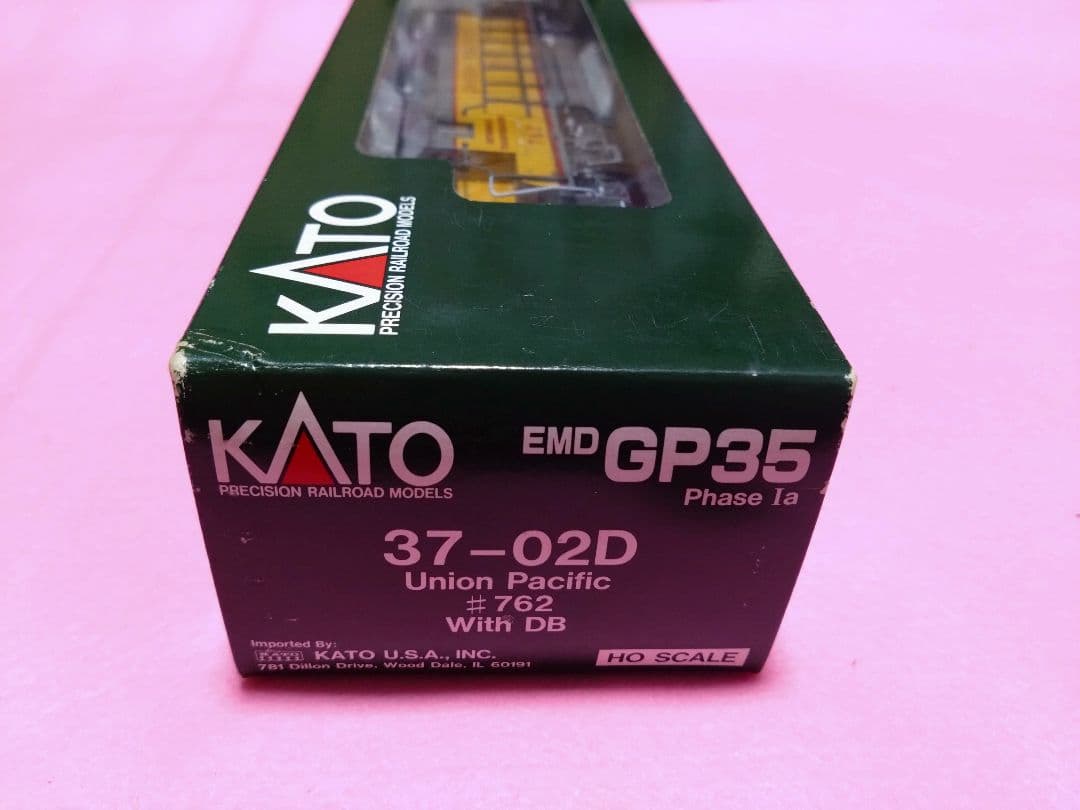 KATO
PRECISION RAILROAD MODELS
KATO
PRECISION RAILROAD MODELS
EMD GP35
Phase Ia
37-02D
Union Pacific
#762
With DB
Imported By:
KATO U.S.A., INC.
781 Dillon Drive, Wood Dale, IL 60191
HO SCALE